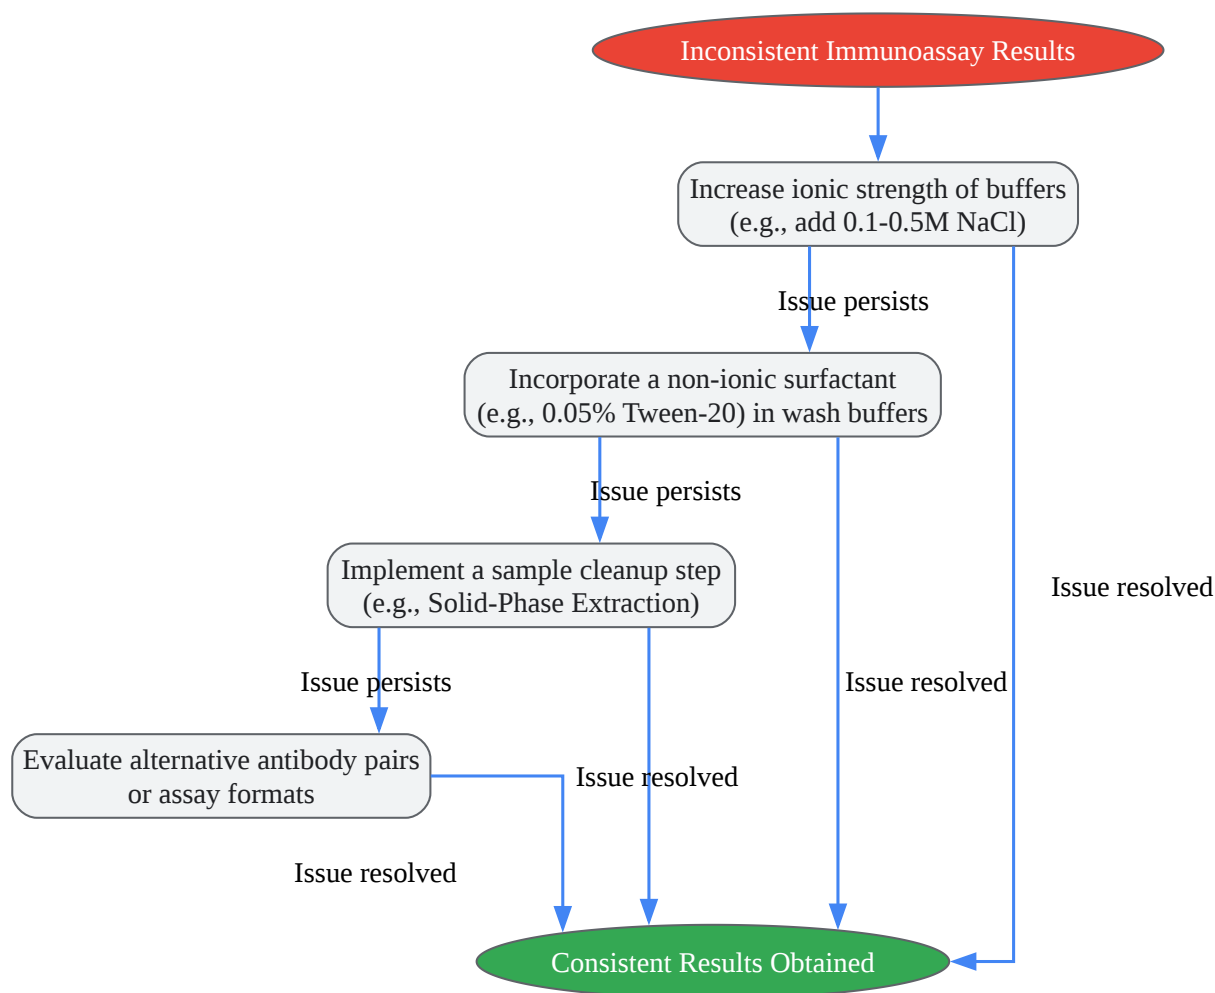 Inconsistent Immunoassay Results
Increase ionic strength of buffers
(e.g., add 0.1-0.5M NaCl)
Issue persists
Incorporate a non-ionic surfactant
(e.g., 0.05% Tween-20) in wash buffers
Issue persists
Implement a sample cleanup step
(e.g., Solid-Phase Extraction)
Issue resolved
Issue persists
Issue resolved
Evaluate alternative antibody pairs
or assay formats
Issue resolved
Issue resolved
Consistent Results Obtained